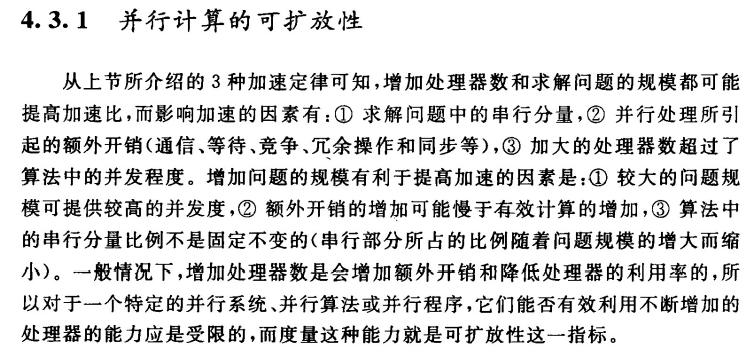 4.3.1 并行计算的可扩放性
从上节所介绍的 3 种加速定律可知,增加处理器数和求解问题的规模都可能
提高加速比,而影响加速的因素有:① 求解问题中的串行分量,② 并行处理所引
起的额外开销(通信、等待、竞争、冗余操作和同步等),③ 加大的处理器数超过了
算法中的并发程度。增加问题的规模有利于提高加速的因素是:① 较大的问题规
模可提供较高的并发度,② 额外开销的增加可能慢于有效计算的增加,③ 算法中
的串行分量比例不是固定不变的(串行部分所占的比例随着问题规模的增大而缩
小)。一般情况下,增加处理器数是会增加额外开销和降低处理器的利用率的,所
以对于一个特定的并行系统、并行算法或并行程序,它们能否有效利用不断增加的
处理器的能力应是受限的,而度量这种能力就是可扩放性这一指标。